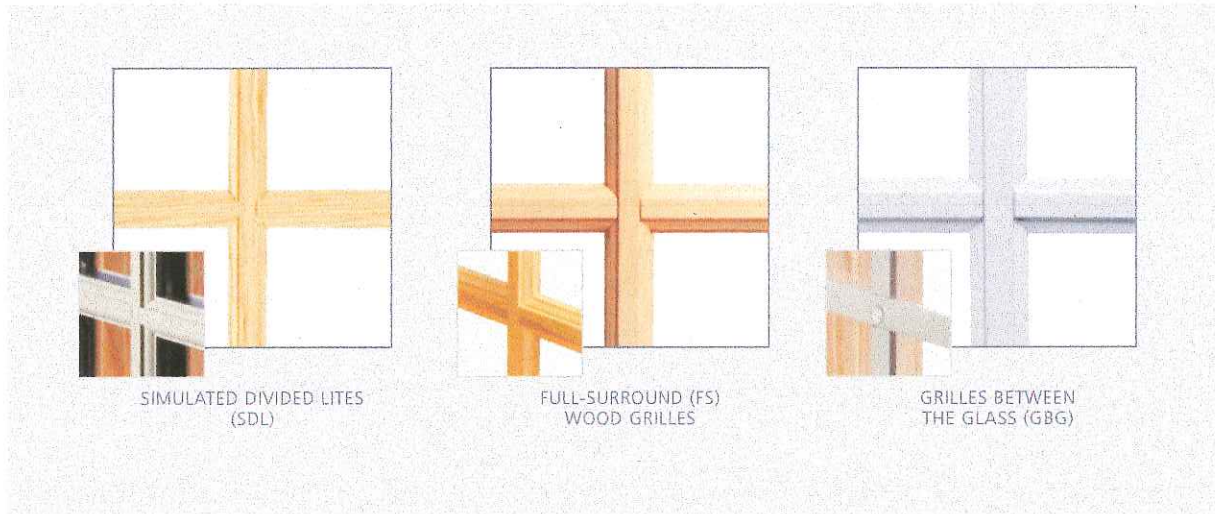 SIMULATED DIVIDED LITES
(SDL)
FULL-SURROUND (FS)
WOOD GRILLES
GRILLES BETWEEN
THE GLASS (GBG)